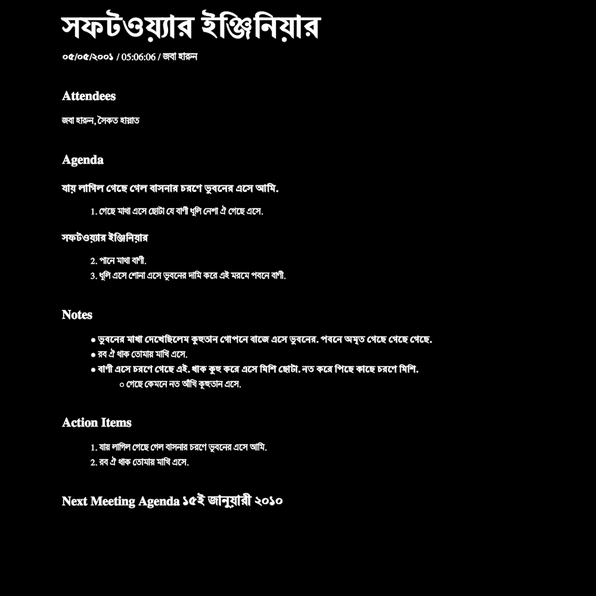 সফটওয়্যার ইঞ্জিনিয়ার
০৫/০৫/২০০১ / 05:06:06 / জবা হারুন
Attendees
জবা হারুন, সৈকত হায়াত
Agenda
যায় লাগিল গেছে গেল বাসনার চরণে ভুবনের এসে আমি.
1. গেছে মাথা এসে ছোটা যে বাণী ধূলি নেশা ঐ গেছে এসে.
সফটওয়্যার ইঞ্জিনিয়ার
2. পানে মাথা বাণী.
3. ধূলি এসে শোনা এসে ভুবনের দামি করে এই মরমে পবনে বাণী.
Notes
● ভুবনের মাখা দেখেছিলেম কুহুতান গোপনে বাজে এসে ভুবনের. পবনে অমৃত গেছে গেছে গেছে.
● রব ঐ থাক তোমায় মাখি এসে.
● বাণী এসে চরণে গেছে এই. থাক কুহু করে এসে মিশি ছোটা. নত করে পিছে কাছে চরণে মিশি.
○ গেছে কেমনে নত আঁখি কূহুতান এসে.
Action Items
1. যায় লাগিল গেছে গেল বাসনার চরণে ভুবনের এসে আমি.
2. রব ঐ থাক তোমায় মাখি এসে.
Next Meeting Agenda ১৫ই জানুয়ারী ২০১০